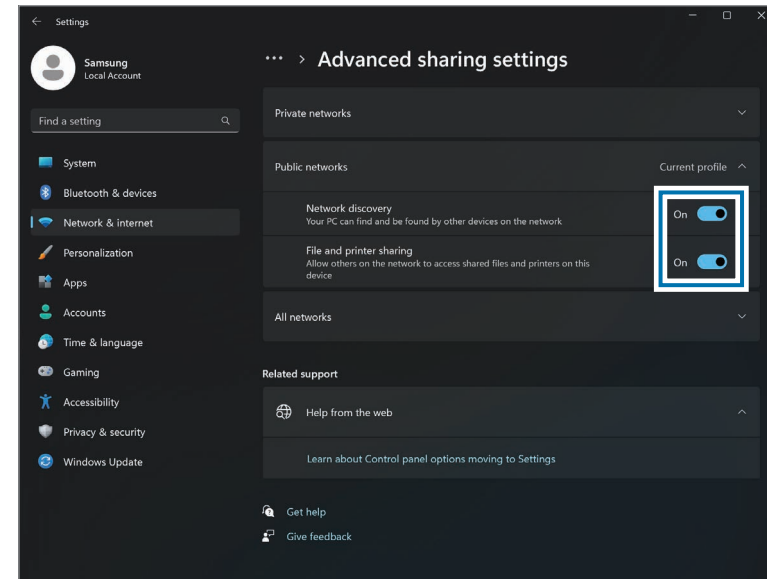 Settings
Samsung
Local Account
Find a setting
System
Bluetooth & devices
Network & internet
Personalization
Apps
Accounts
Time & language
Gaming
Accessibility
Privacy & security
Windows Update
... > Advanced sharing settings
Private networks
Public networks Current profile
Network discovery
Your PC can find and be found by other devices on the network
On
File and printer sharing
Allow others on the network to access shared files and printers on this
device
On
All networks
Related support
Help from the web
Learn about Control panel options moving to Settings
Get help
Give feedback